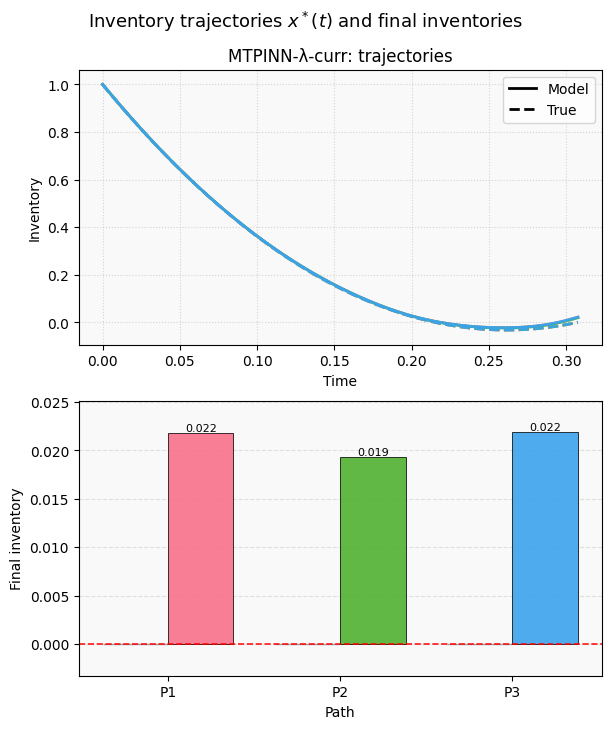 Inventory trajectories x*(t) and final inventories
MTPINN-λ-curr: trajectories
1.0
0.8
0.6
0.4
0.2
0.0
Inventory
Model
True
0.00 0.05 0.10 0.15 0.20 0.25 0.30
Time
0.025
0.020
0.015
0.010
0.005
0.000
Final inventory
0.022 0.019 0.022
P1 P2 P3
Path